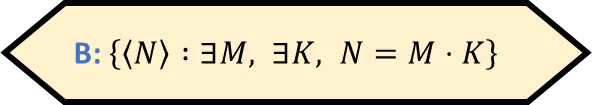 B: {⟨N⟩ : ∃M, ∃K, N = M · K}